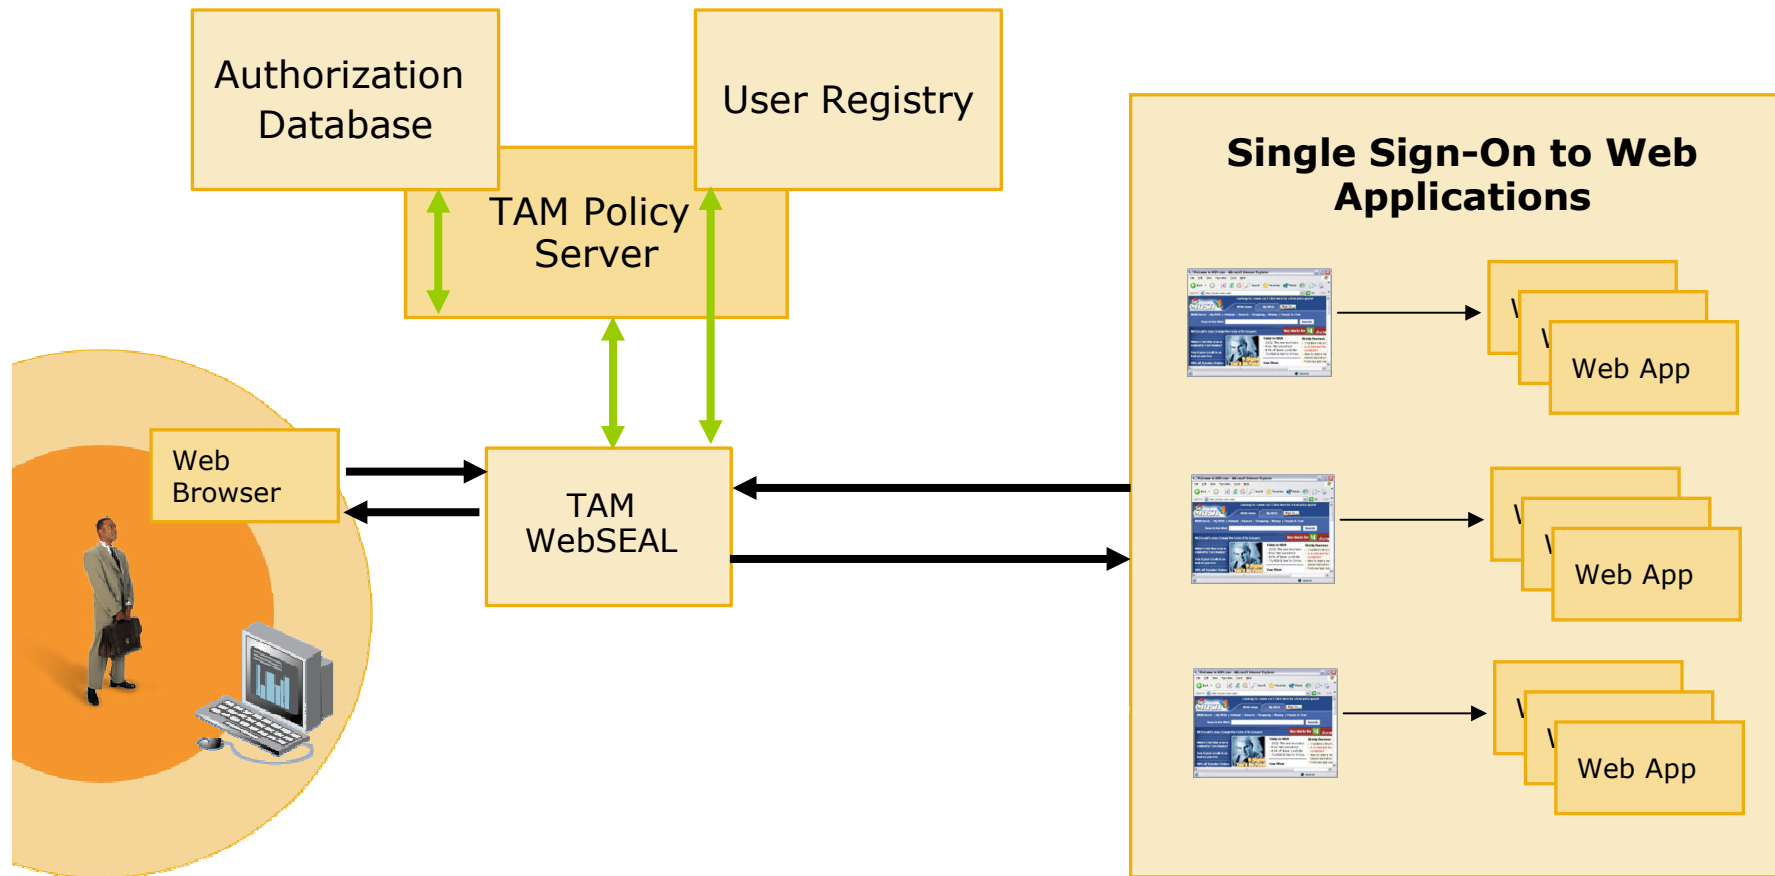 Authorization
Database
User Registry
TAM Policy
Server
Single Sign-On to Web
Applications
Web
Browser
TAM
WebSEAL
Web App
Web App
Web App